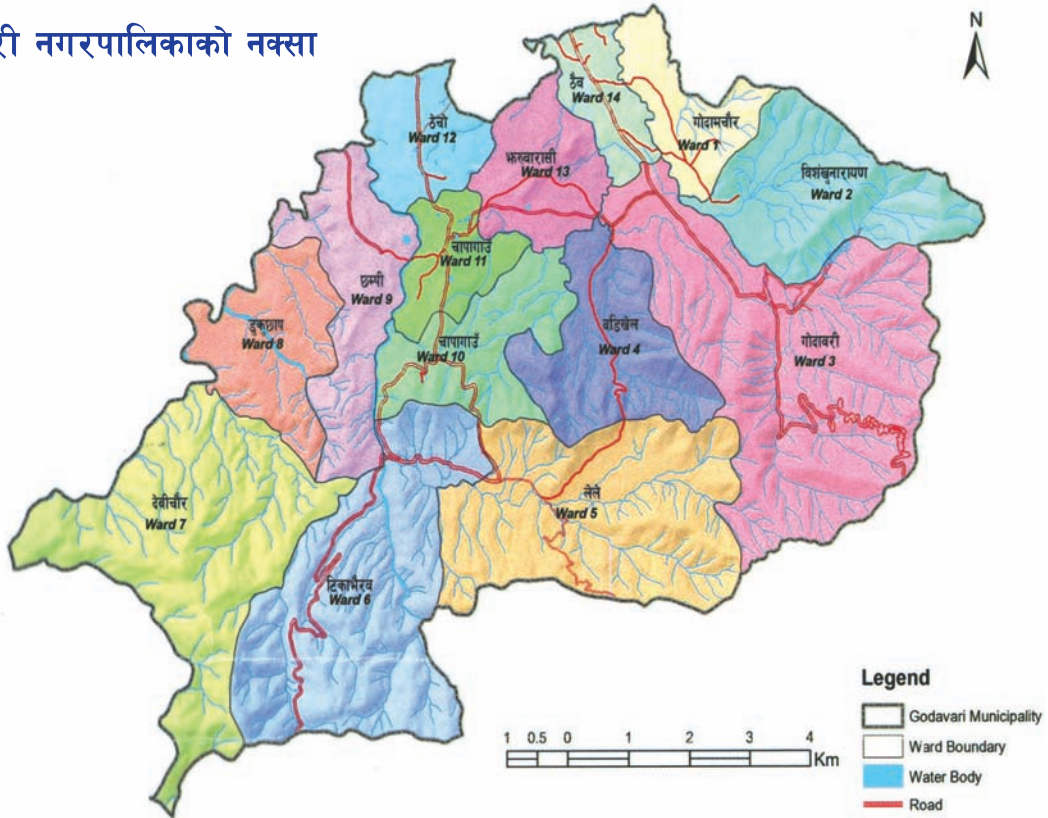 नगरपालिकाको नक्सा
N
ठैव
Ward 14
ठेचो
Ward 12
गोदामचौर
Ward 1
झरुवारासी
Ward 13
विशंखुनारायण
Ward 2
चापागाउँ
Ward 11
छम्पी
Ward 9
डुकुछाप
Ward 8
चापागाउँ
Ward 10
बडिखेल
Ward 4
गोदावरी
Ward 3
देवीचौर
Ward 7
लेले
Ward 5
टिकाभैरव
Ward 6
Legend
Godavari Municipality
Ward Boundary
Water Body
Road
1 0.5 0 1 2 3 4
Km